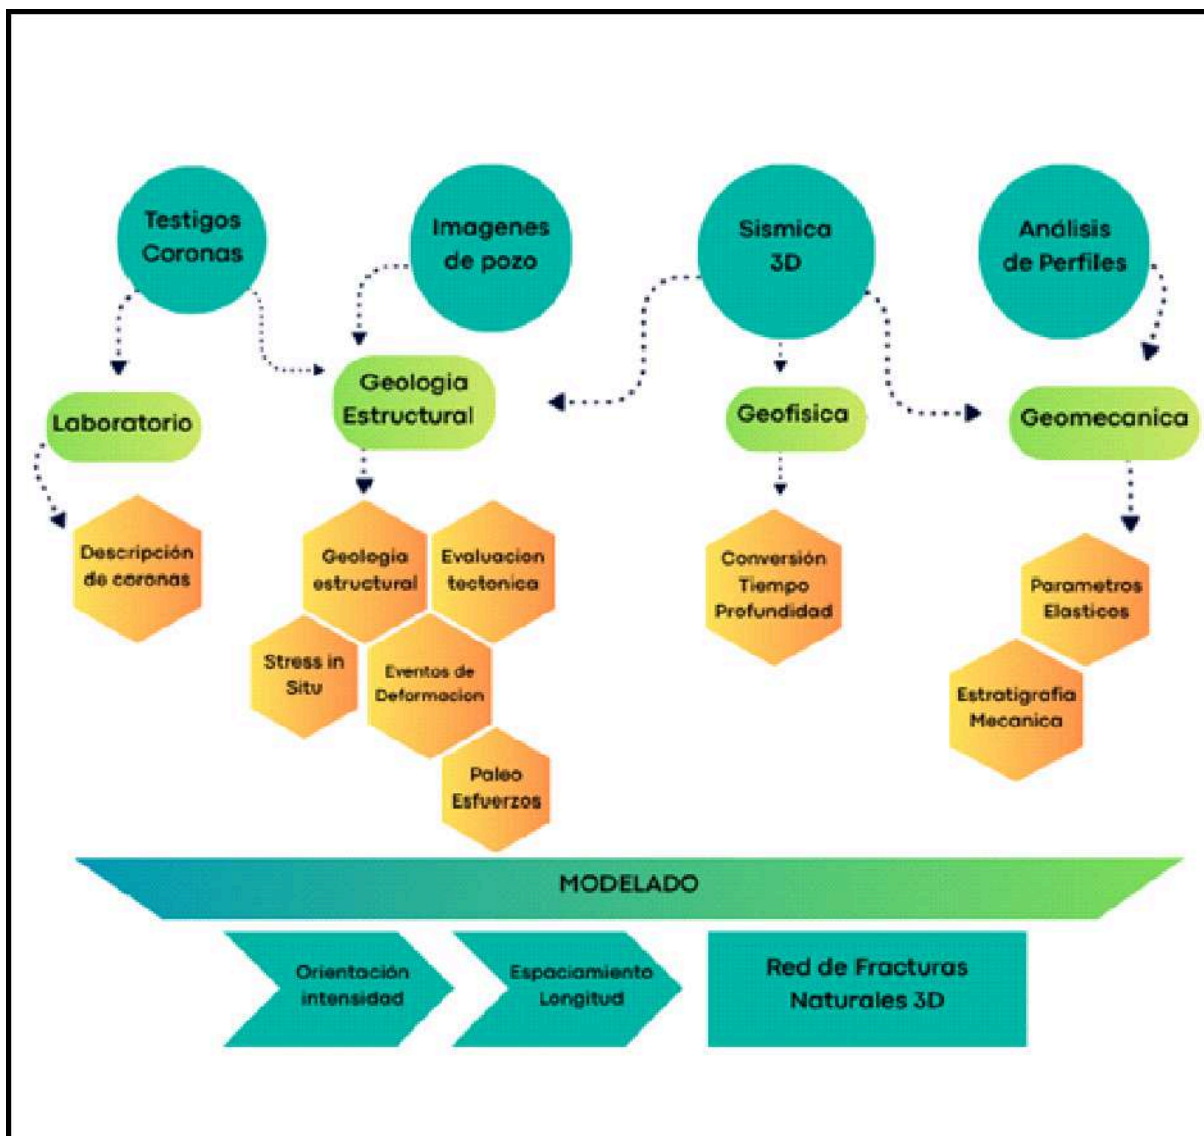 Testigos
Coronas
Imagenes
de pozo
Sismica
3D
Análisis
de Perfiles
Laboratorio
Geologia
Estructural
Geofisica
Geomecanica
Descripción
de coronas
Geologia
estructural
Evaluacion
tectonica
Stress in
Situ
Eventos de
Deformacion
Paleo
Esfuerzos
Conversión
Tiempo
Profundidad
Parametros
Elasticos
Estratigrafia
Mecanica
MODELADO
Orientación
intensidad
Espaciamiento
Longitud
Red de Fracturas
Naturales 3D